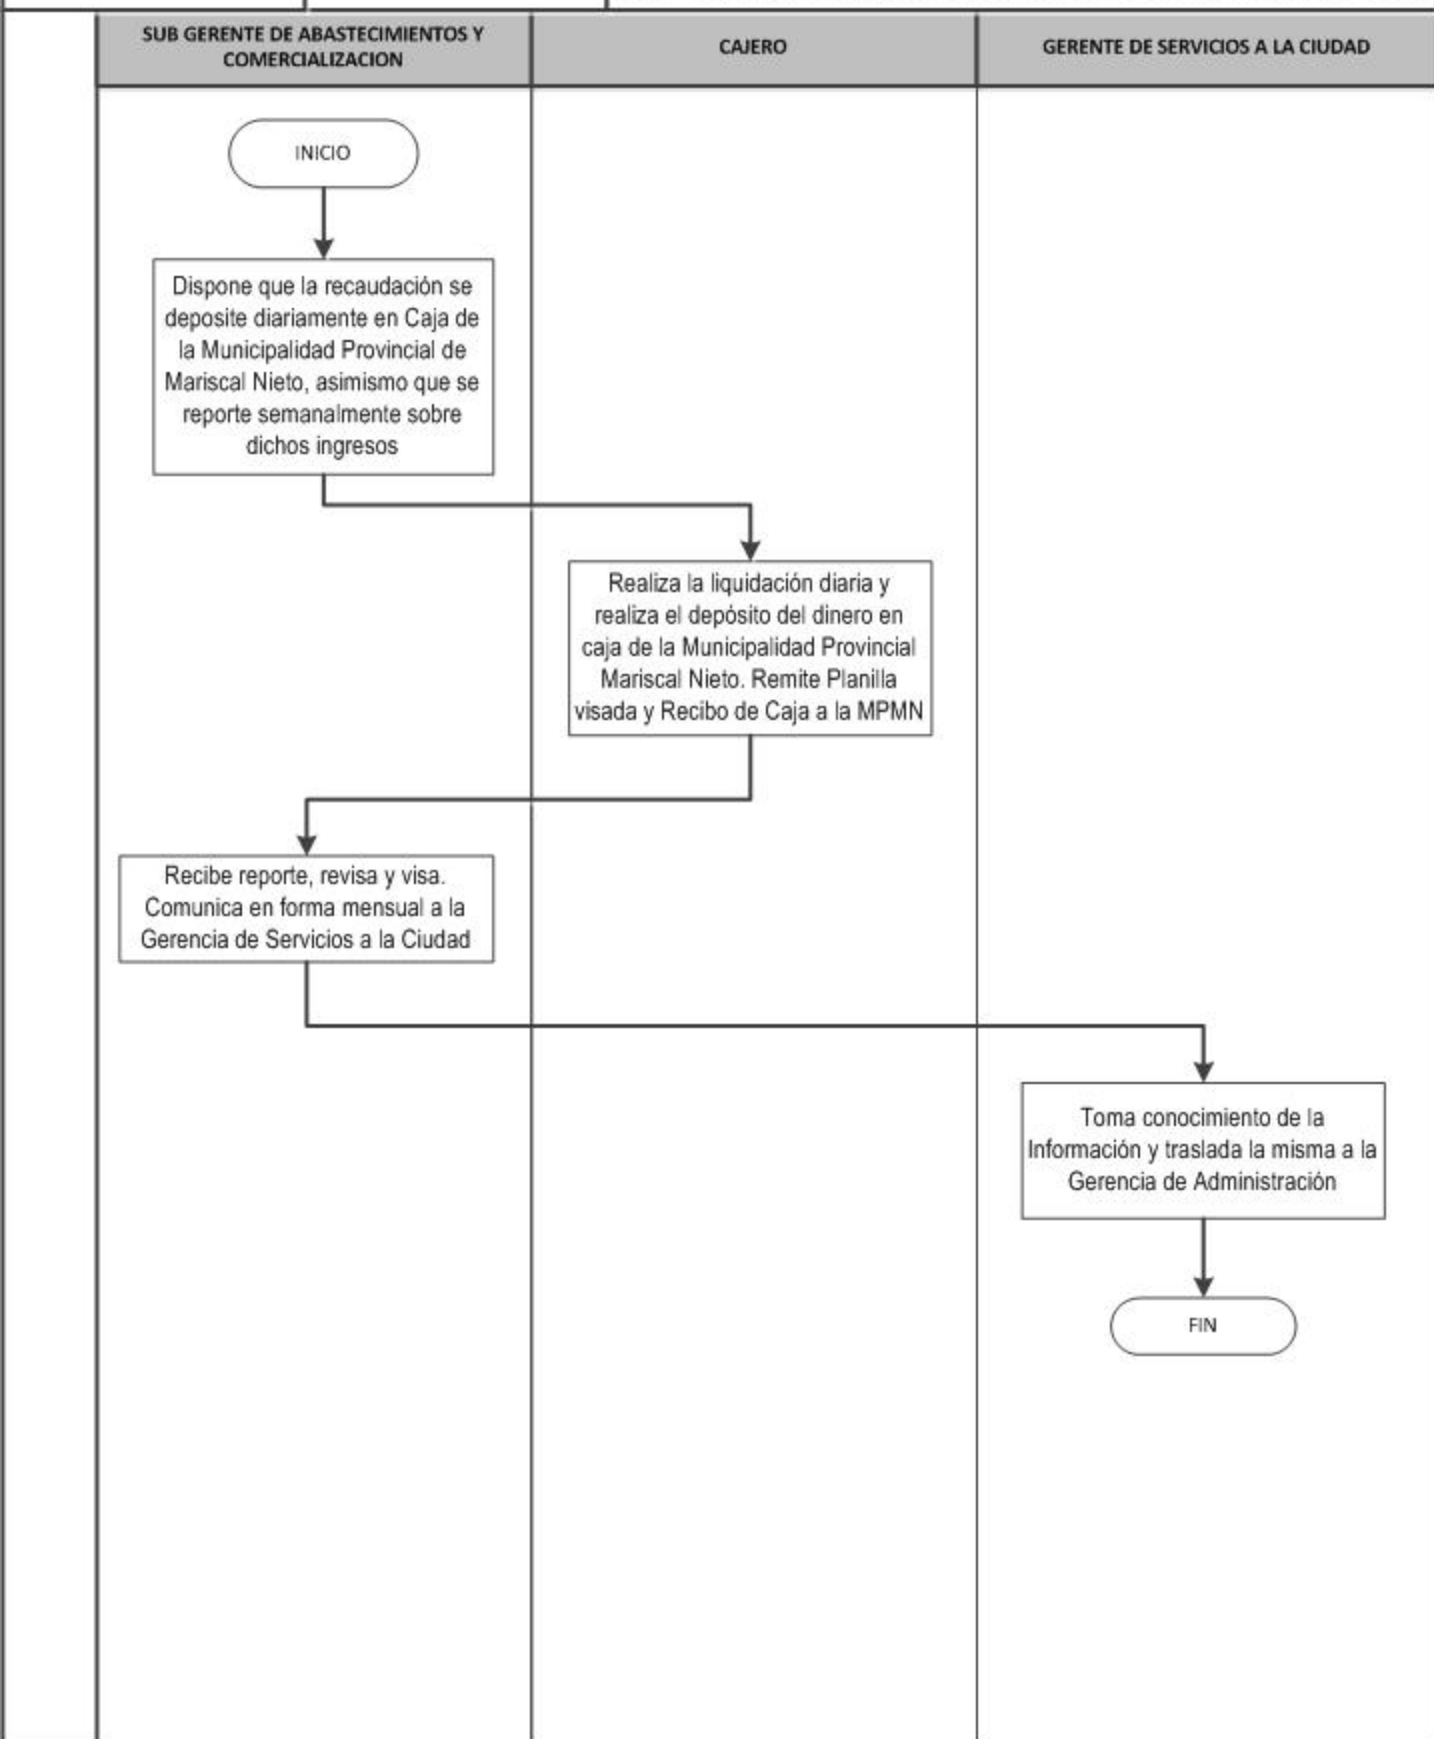 SUB GERENTE DE ABASTECIMIENTOS Y
COMERCIALIZACION
CAJERO
GERENTE DE SERVICIOS A LA CIUDAD
INICIO
Dispone que la recaudación se
deposite diariamente en Caja de
la Municipalidad Provincial de
Mariscal Nieto, asimismo que se
reporte semanalmente sobre
dichos ingresos
Realiza la liquidación diaria y
realiza el depósito del dinero en
caja de la Municipalidad Provincial
Mariscal Nieto. Remite Planilla
visada y Recibo de Caja a la MPMN
Recibe reporte, revisa y visa.
Comunica en forma mensual a la
Gerencia de Servicios a la Ciudad
Toma conocimiento de la
Información y traslada la misma a la
Gerencia de Administración
FIN